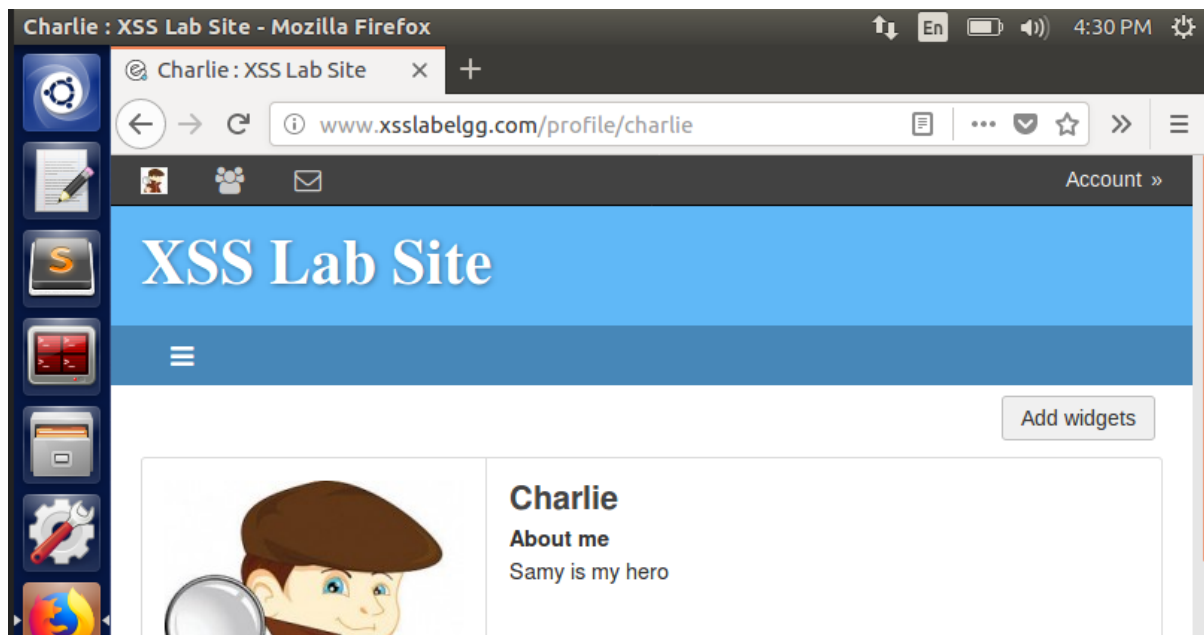 Charlie : XSS Lab Site - Mozilla Firefox
En
4:30 PM
Charlie : XSS Lab Site
www.xsslabelgg.com/profile/charlie
Account »
XSS Lab Site
Add widgets
Charlie
About me
Samy is my hero